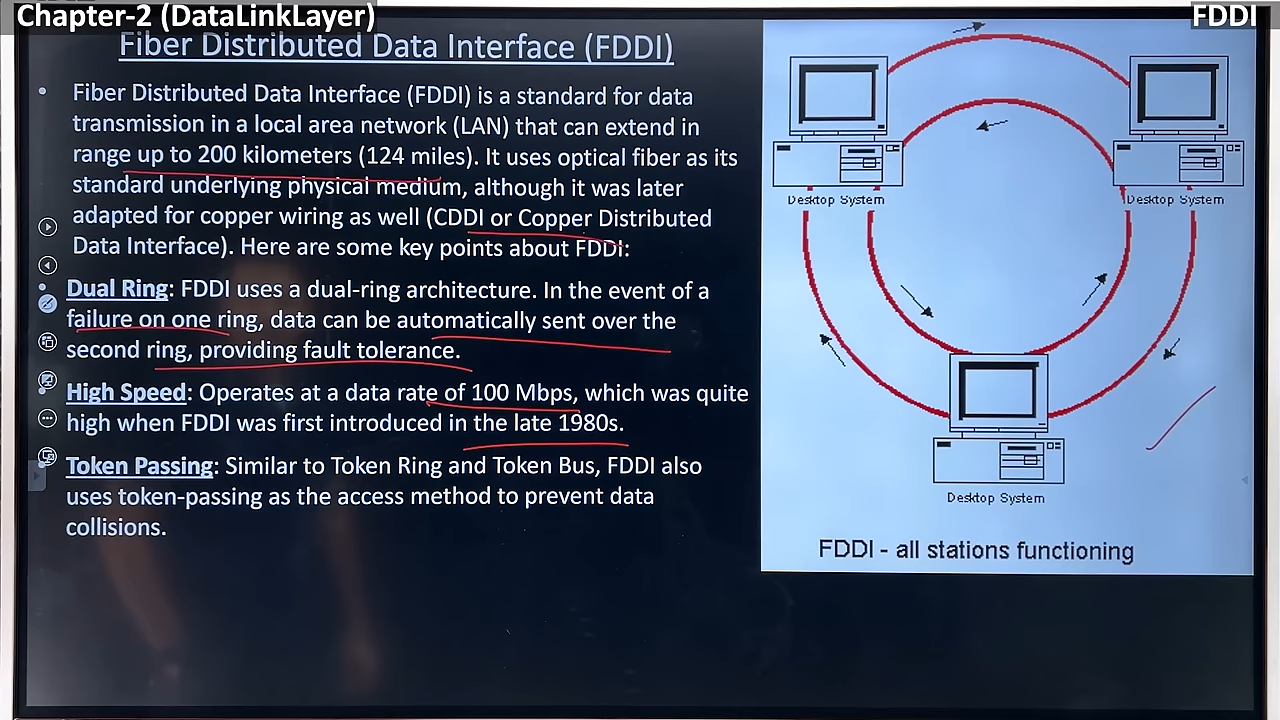 Chapter-2 (DataLinkLayer)
FDDI
Fiber Distributed Data Interface (FDDI)
• Fiber Distributed Data Interface (FDDI) is a standard for data
transmission in a local area network (LAN) that can extend in
range up to 200 kilometers (124 miles). It uses optical fiber as its
standard underlying physical medium, although it was later
adapted for copper wiring as well (CDDI or Copper Distributed
Data Interface). Here are some key points about FDDI:
• Dual Ring: FDDI uses a dual-ring architecture. In the event of a
failure on one ring, data can be automatically sent over the
second ring, providing fault tolerance.
• High Speed: Operates at a data rate of 100 Mbps, which was quite
high when FDDI was first introduced in the late 1980s.
• Token Passing: Similar to Token Ring and Token Bus, FDDI also
uses token-passing as the access method to prevent data
collisions.
Desktop System
Desktop System
Desktop System
FDDI - all stations functioning